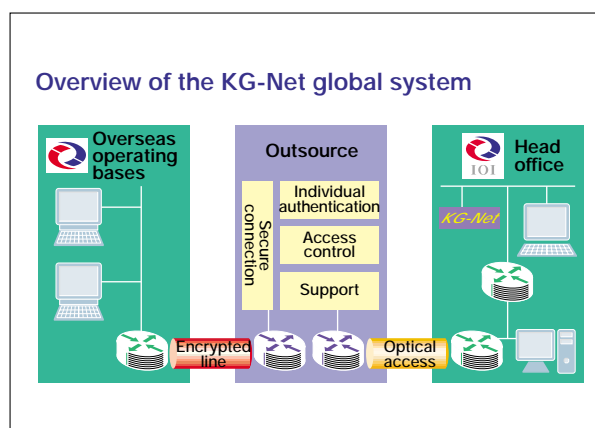 Overview of the KG-Net global system
Overseas
operating
bases
Outsource
Secure
connection
Individual
authentication
Access
control
Support
IOI
Head
office
KG-Net
Encrypted
line
Optical
access